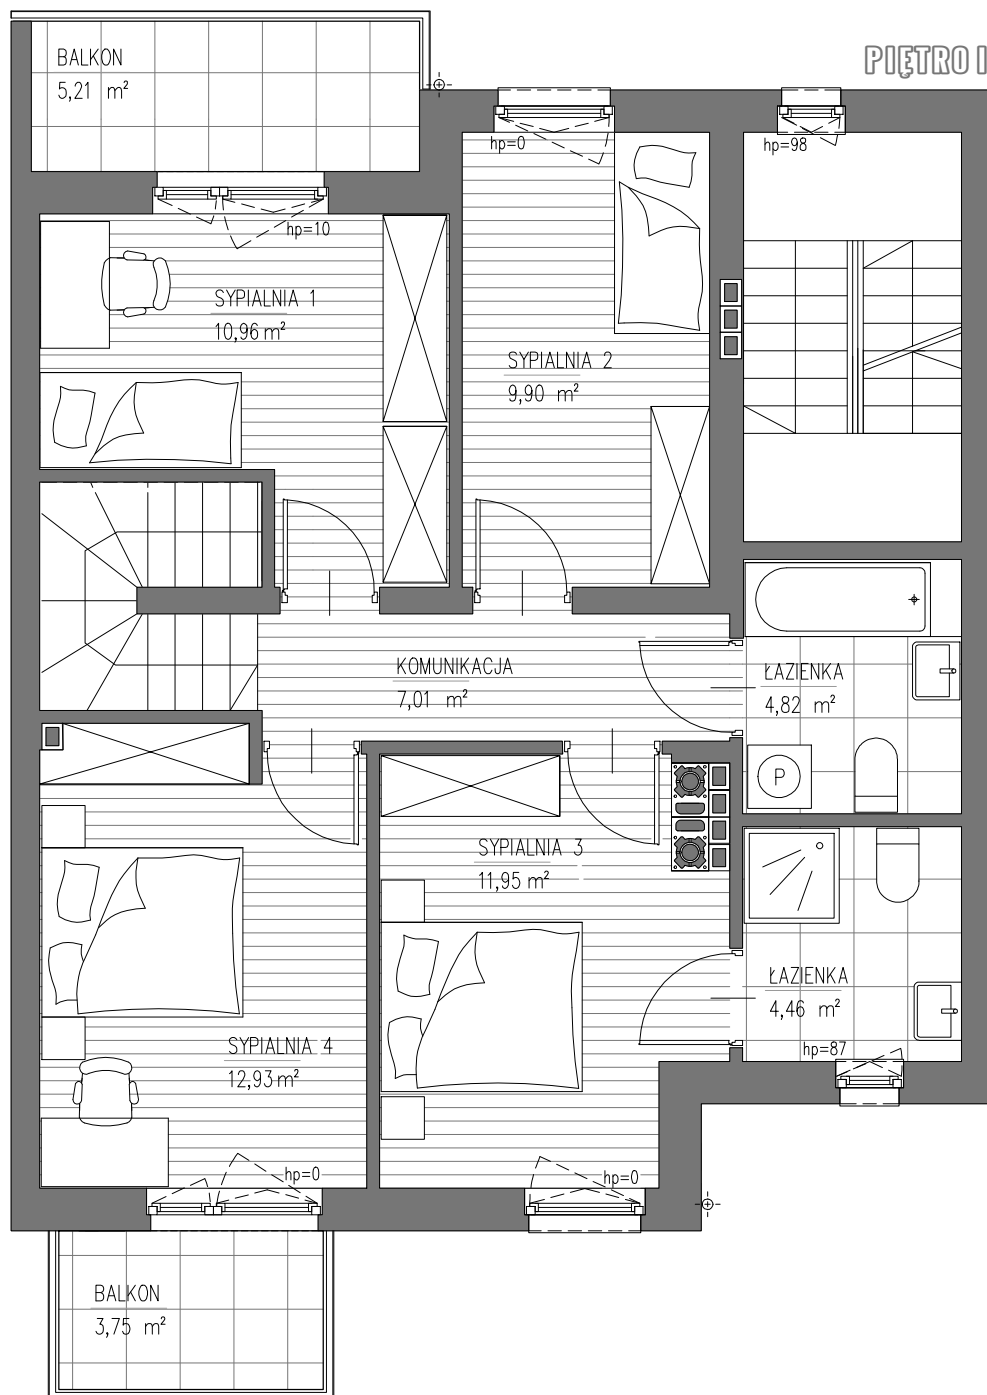 PIĘTRO I
BALKON
5,21 m²
hp=0
hp=98
hp=10
SYPIALNIA 1
10,96 m²
SYPIALNIA 2
9,90 m²
KOMUNIKACJA
7,01 m²
ŁAZIENKA
4,82 m²
P
SYPIALNIA 3
11,95 m²
ŁAZIENKA
4,46 m²
hp=87
SYPIALNIA 4
12,93 m²
hp=0
hp=0
BALKON
3,75 m²